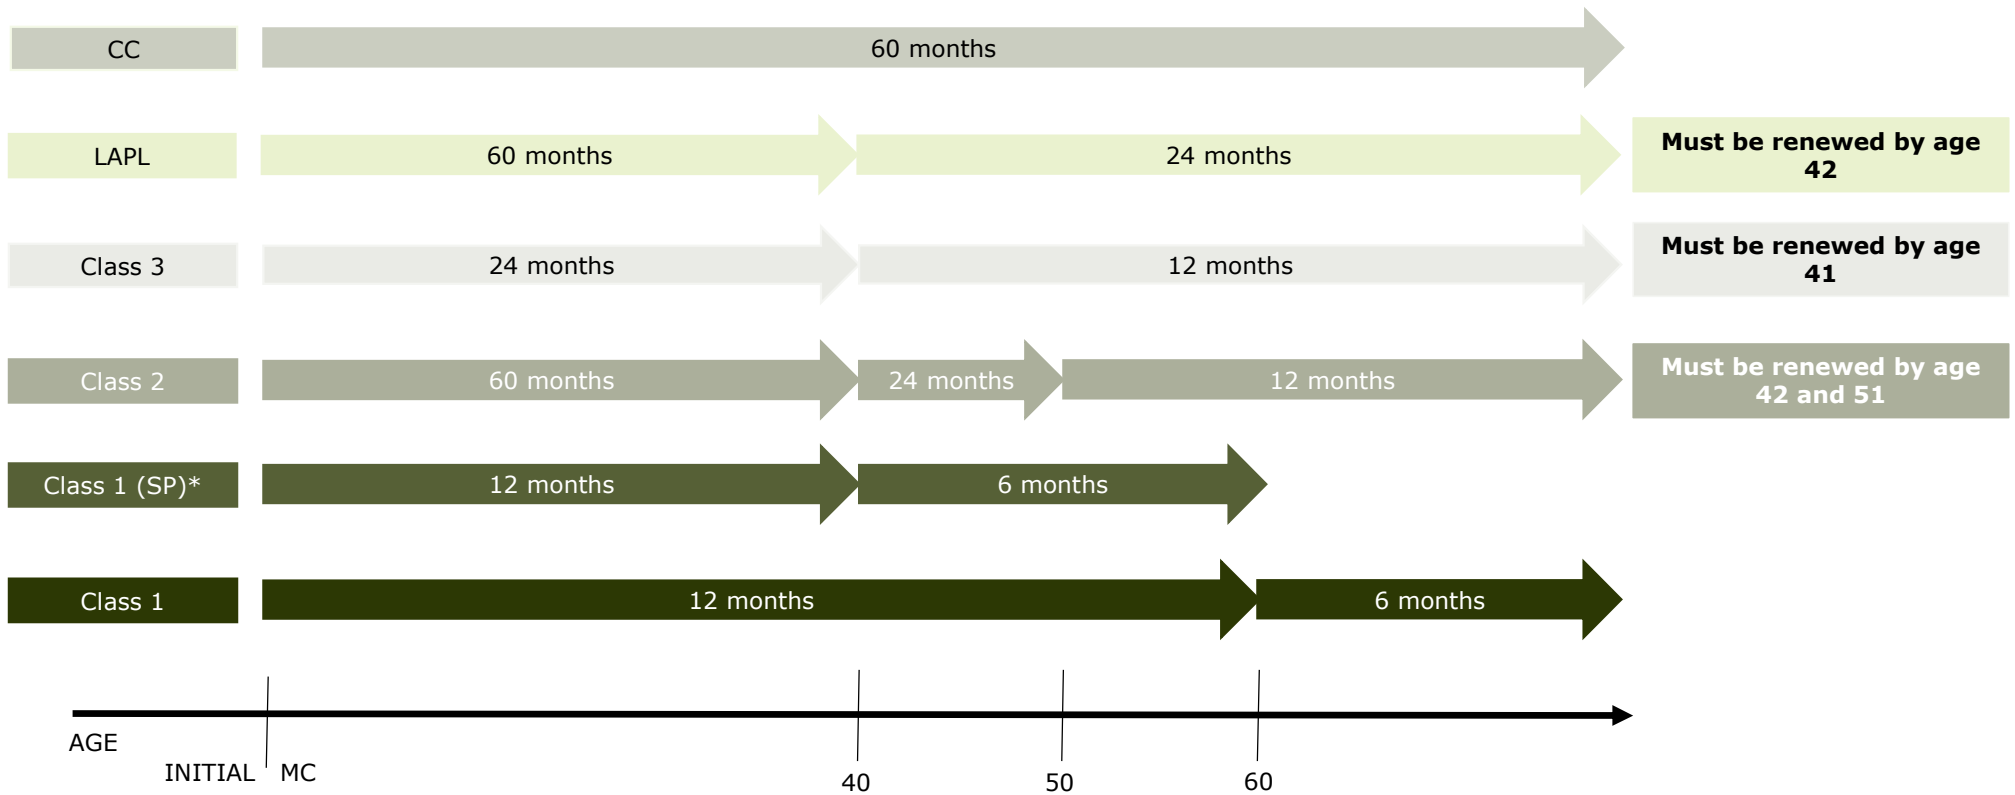 CC
60 months
LAPL
60 months
24 months
Must be renewed by age
42
Class 3
24 months
12 months
Must be renewed by age
41
Class 2
60 months
24 months
12 months
Must be renewed by age
42 and 51
Class 1 (SP)*
12 months
6 months
Class 1
12 months
6 months
AGE
INITIAL MC
40
50
60